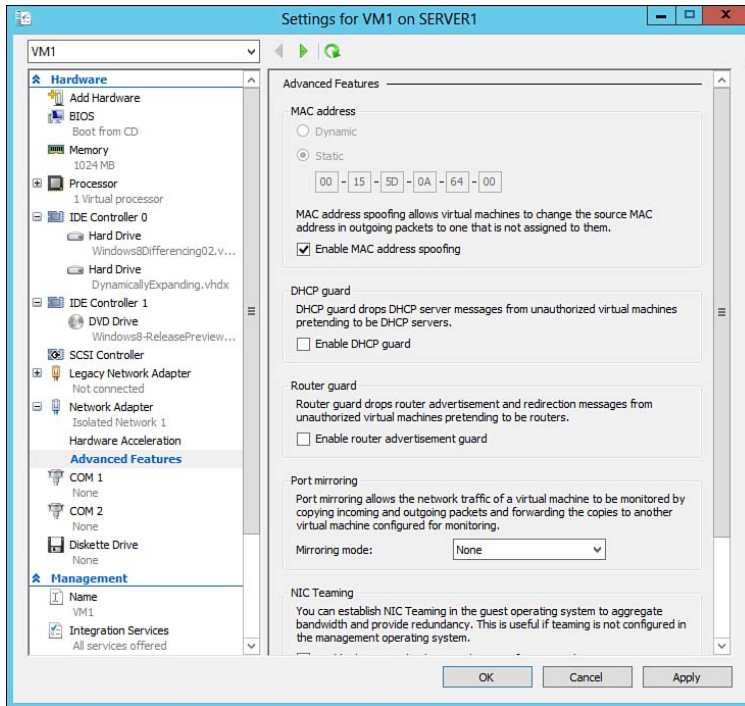 Settings for VM1 on SERVER1
VM1
Hardware
Add Hardware
BIOS
Boot from CD
Memory
1024 MB
Processor
1 Virtual processor
IDE Controller 0
Hard Drive
Windows8Differencing02.v...
Hard Drive
DynamicallyExpanding.vhdx
IDE Controller 1
DVD Drive
Windows8-ReleasePreview...
SCSI Controller
Legacy Network Adapter
Not connected
Network Adapter
Isolated Network 1
Hardware Acceleration
Advanced Features
COM 1
None
COM 2
None
Diskette Drive
None
Management
Name
VM1
Integration Services
All services offered
Advanced Features
MAC address
Dynamic
Static
00 - 15 - 5D - 0A - 64 - 00
MAC address spoofing allows virtual machines to change the source MAC
address in outgoing packets to one that is not assigned to them.
Enable MAC address spoofing
DHCP guard
DHCP guard drops DHCP server messages from unauthorized virtual machines
pretending to be DHCP servers.
Enable DHCP guard
Router guard
Router guard drops router advertisement and redirection messages from
unauthorized virtual machines pretending to be routers.
Enable router advertisement guard
Port mirroring
Port mirroring allows the network traffic of a virtual machine to be monitored by
copying incoming and outgoing packets and forwarding the copies to another
virtual machine configured for monitoring.
Mirroring mode: None
NIC Teaming
You can establish NIC Teaming in the guest operating system to aggregate
bandwidth and provide redundancy. This is useful if teaming is not configured in
the management operating system.
OK Cancel Apply